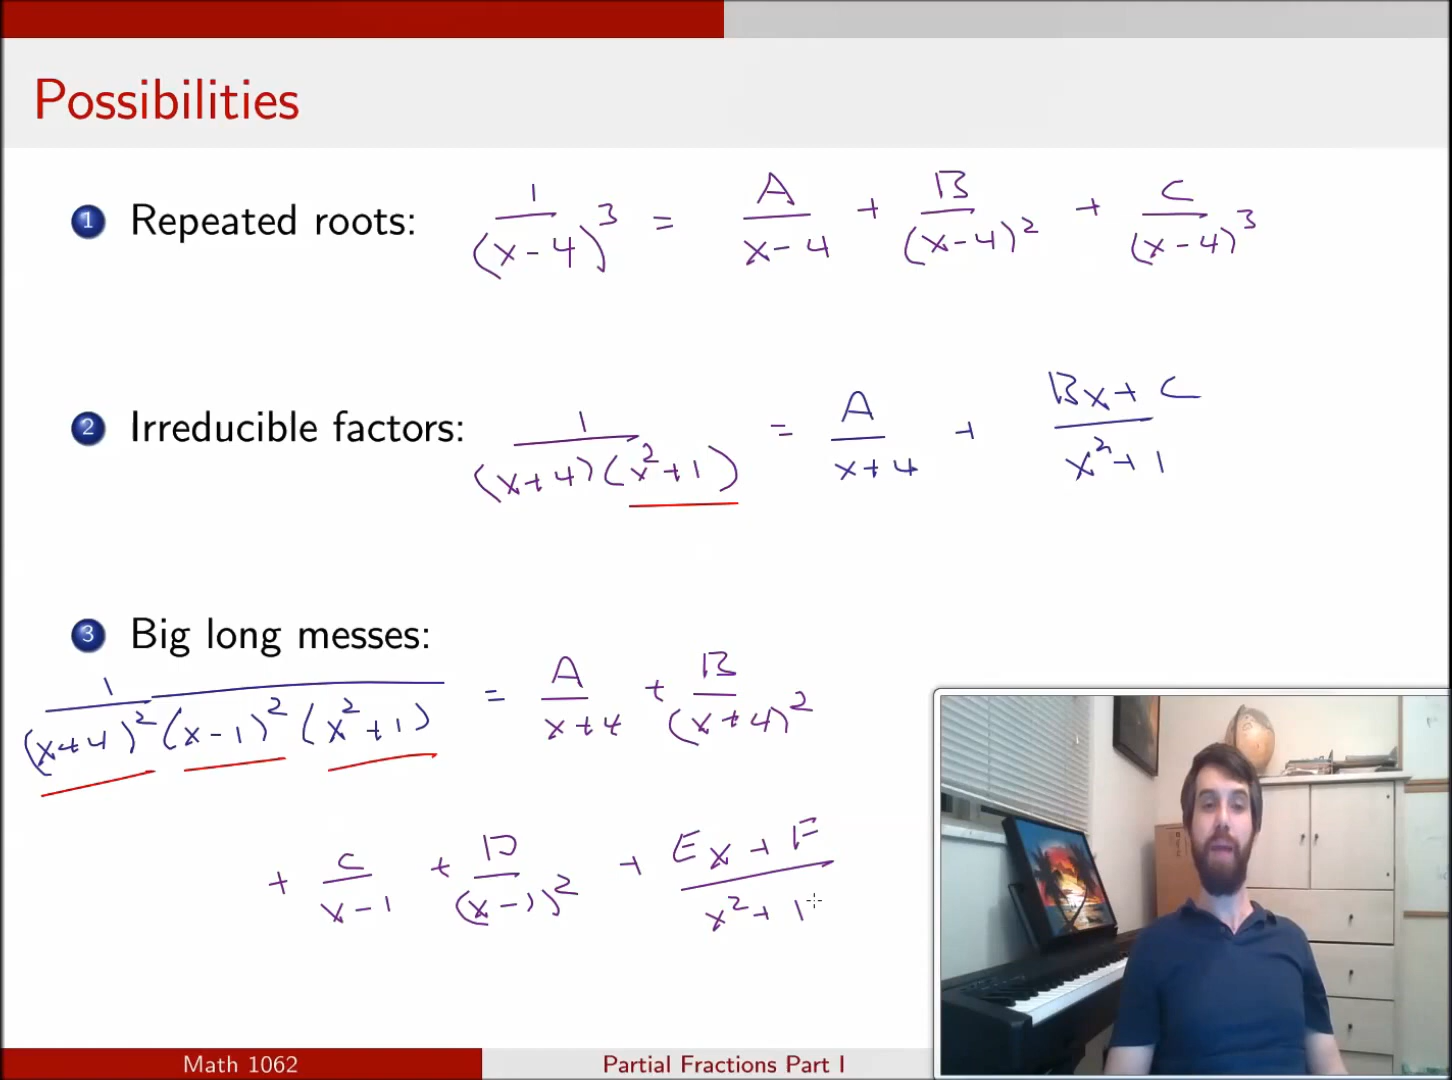 Possibilities
1 Repeated roots: 1/(x-4)^3 = A/(x-4) + B/(x-4)^2 + C/(x-4)^3
2 Irreducible factors: 1/((x+4)(x^2+1)) = A/(x+4) + (Bx+C)/(x^2+1)
3 Big long messes:
1/((x+4)^2(x-1)^2(x^2+1)) = A/(x+4) + B/(x+4)^2
+ C/(x-1) + D/(x-1)^2 + (Ex+F)/(x^2+1)
Math 1062 Partial Fractions Part I